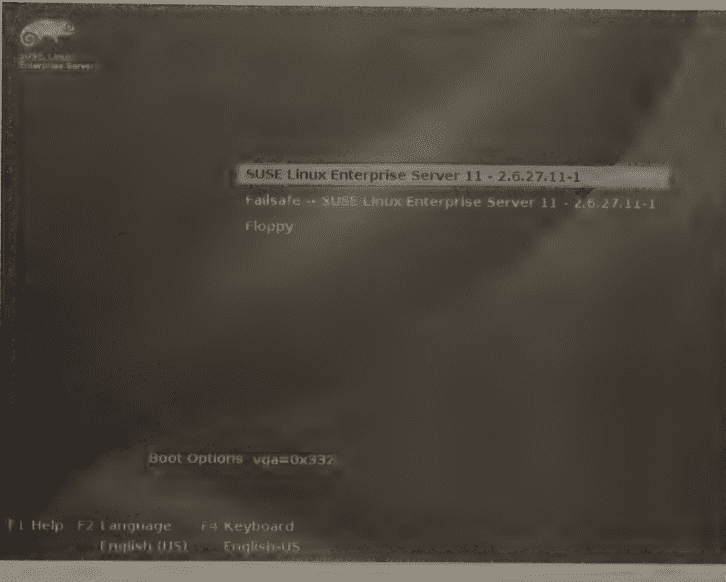 SUSE Linux
Enterprise Server
SUSE Linux Enterprise Server 11 - 2.6.27.11-1
Failsafe -- SUSE Linux Enterprise Server 11 - 2.6.27.11-1
Floppy
Boot Options vga=0x332
F1 Help F2 Language F4 Keyboard
English (US) English-US